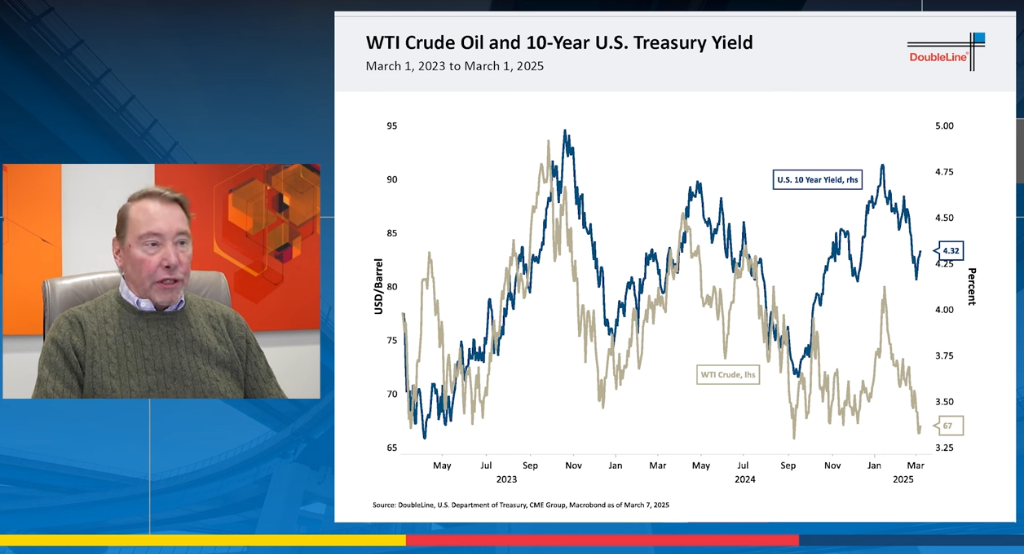 WTI Crude Oil and 10-Year U.S. Treasury Yield
March 1, 2023 to March 1, 2025
DoubleLine®
95
90
85
80
75
70
65
USD/Barrel
5.00
4.75
4.50
4.25
4.00
3.75
3.50
3.25
Percent
U.S. 10 Year Yield, rhs
4.32
WTI Crude, lhs
67
May Jul Sep Nov Jan Mar May Jul Sep Nov Jan Mar
2023 2024 2025
Source: DoubleLine, U.S. Department of Treasury, CME Group, Macrobond as of March 7, 2025